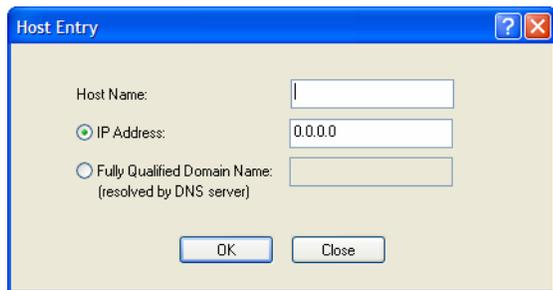 Host Entry
Host Name:
IP Address: 0.0.0.0
Fully Qualified Domain Name:
(resolved by DNS server)
OK Close